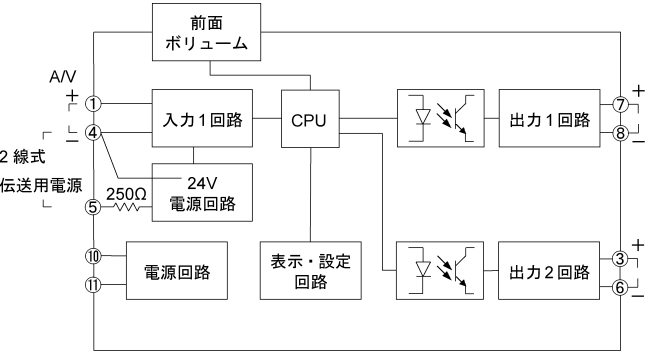 前面
ボリューム
A/V
+
①
④
−
入力1回路
CPU
出力1回路
⑦
+
⑧
−
2線式
伝送用電源
250Ω
⑤
24V
電源回路
⑩
⑪
電源回路
表示・設定
回路
出力2回路
+
③
⑥
−